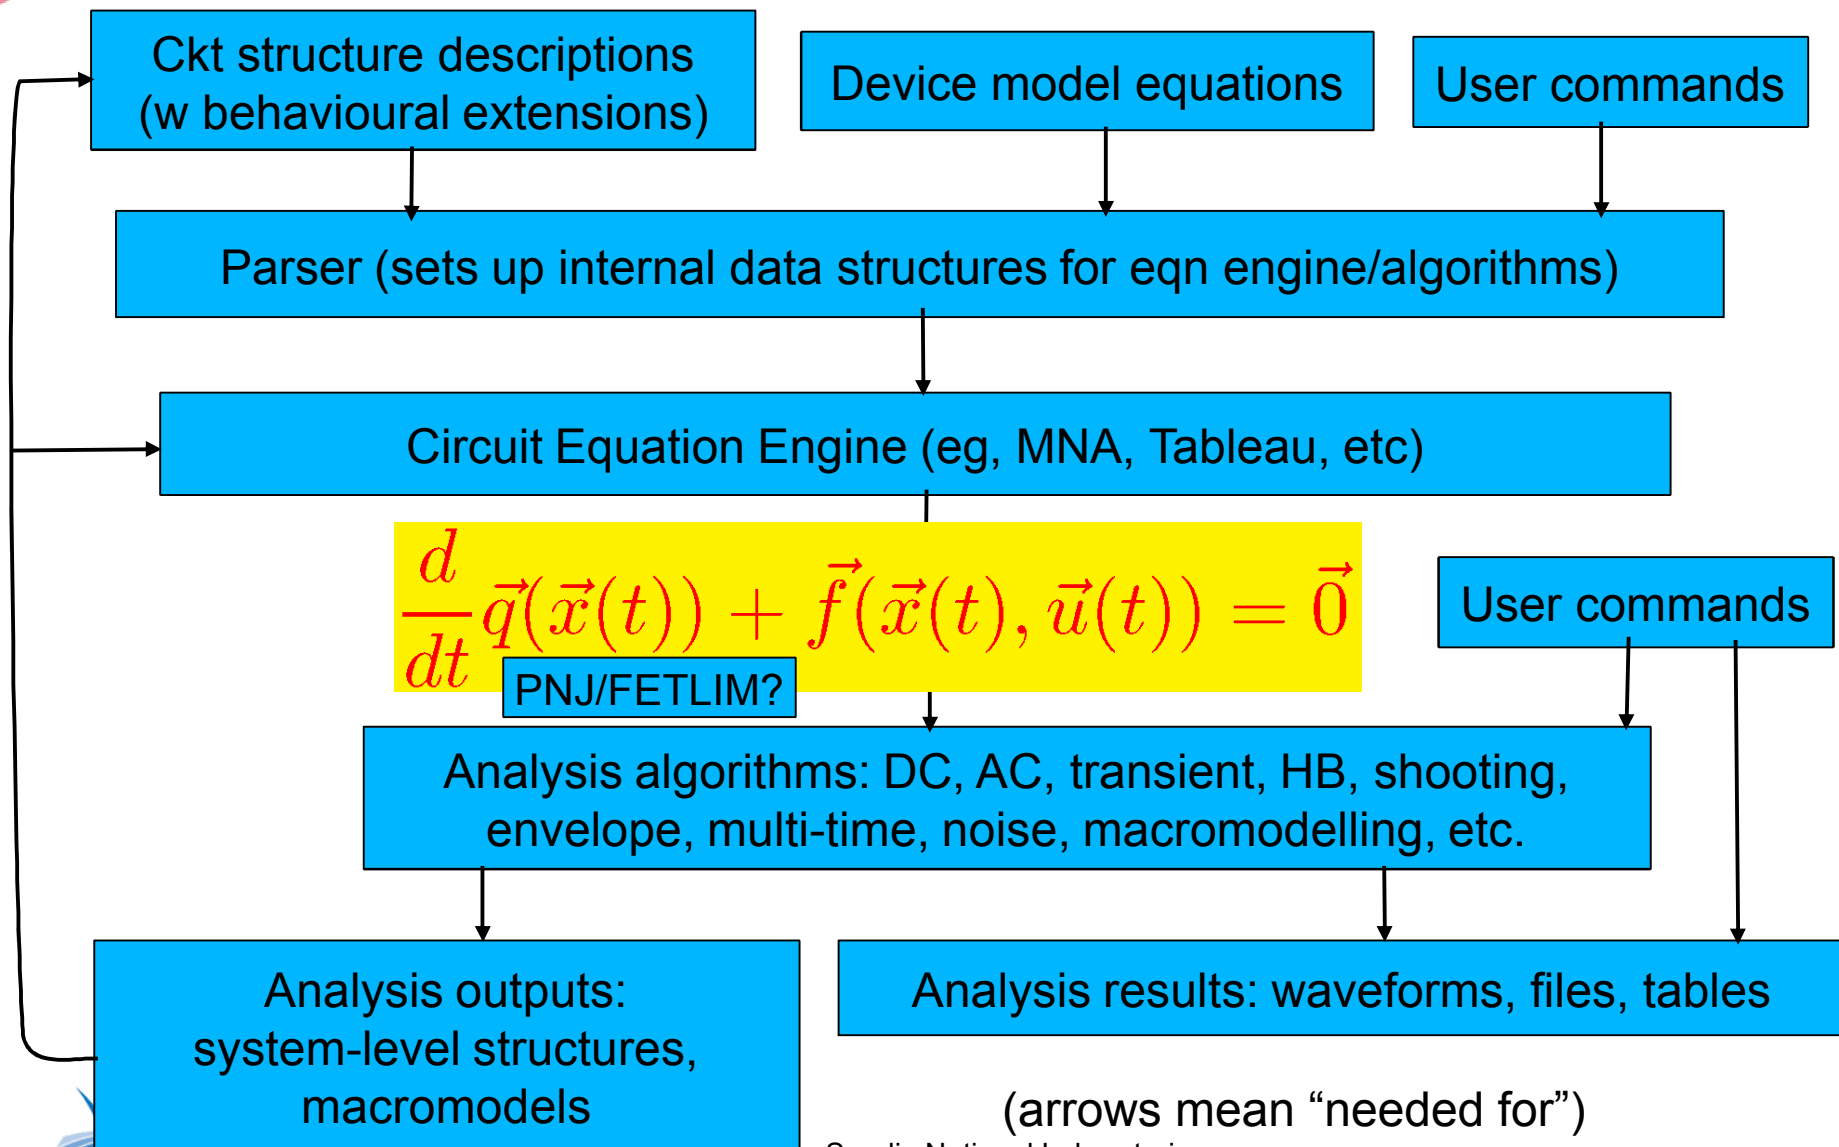 Ckt structure descriptions
(w behavioural extensions)
Device model equations
User commands
Parser (sets up internal data structures for eqn engine/algorithms)
Circuit Equation Engine (eg, MNA, Tableau, etc)
d/dt q⃗(x⃗(t)) + f⃗(x⃗(t), u⃗(t)) = 0⃗
User commands
PNJ/FETLIM?
Analysis algorithms: DC, AC, transient, HB, shooting,
envelope, multi-time, noise, macromodelling, etc.
Analysis outputs:
system-level structures,
macromodels
Analysis results: waveforms, files, tables
(arrows mean “needed for”)